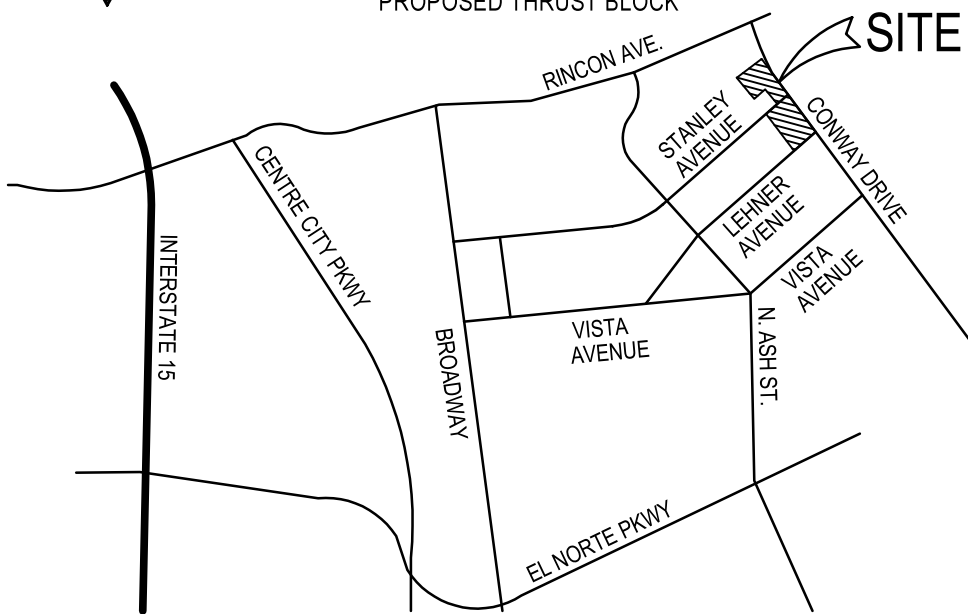 PROPOSED THRUST BLOCK
SITE
RINCON AVE.
STANLEY
AVENUE
CONWAY DRIVE
CENTRE CITY PKWY
LEHNER
AVENUE
VISTA
AVENUE
INTERSTATE 15
BROADWAY
VISTA
AVENUE
N. ASH ST.
EL NORTE PKWY